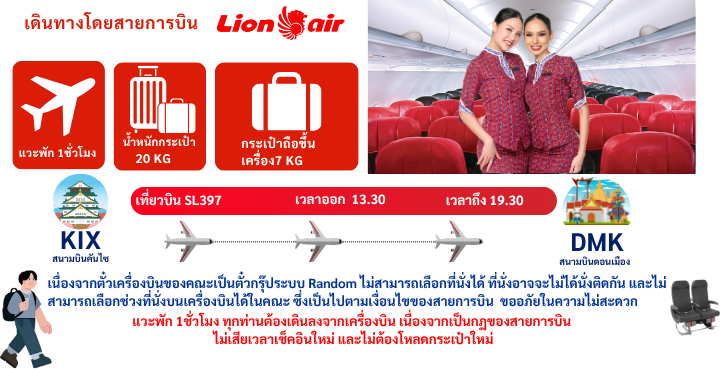 เดินทางโดยสายการบิน Lion air
แวะพัก 1ชั่วโมง
น้ำหนักกระเป๋า
20 KG
กระเป๋าถือขึ้น
เครื่อง7 KG
เที่ยวบิน SL397 เวลาออก 13.30 เวลาถึง 19.30
KIX
สนามบินคันไซ
DMK
สนามบินดอนเมือง
เนื่องจากตั๋วเครื่องบินของคณะเป็นตั๋วกรุ๊ประบบ Random ไม่สามารถเลือกที่นั่งได้ ที่นั่งอาจจะไม่ได้นั่งติดกัน และไม่
สามารถเลือกช่วงที่นั่งบนเครื่องบินได้ในคณะ ซึ่งเป็นไปตามเงื่อนไขของสายการบิน ขออภัยในความไม่สะดวก
แวะพัก 1ชั่วโมง ทุกท่านต้องเดินลงจากเครื่องบิน เนื่องจากเป็นกฎของสายการบิน
ไม่เสียเวลาเช็คอินใหม่ และไม่ต้องโหลดกระเป๋าใหม่